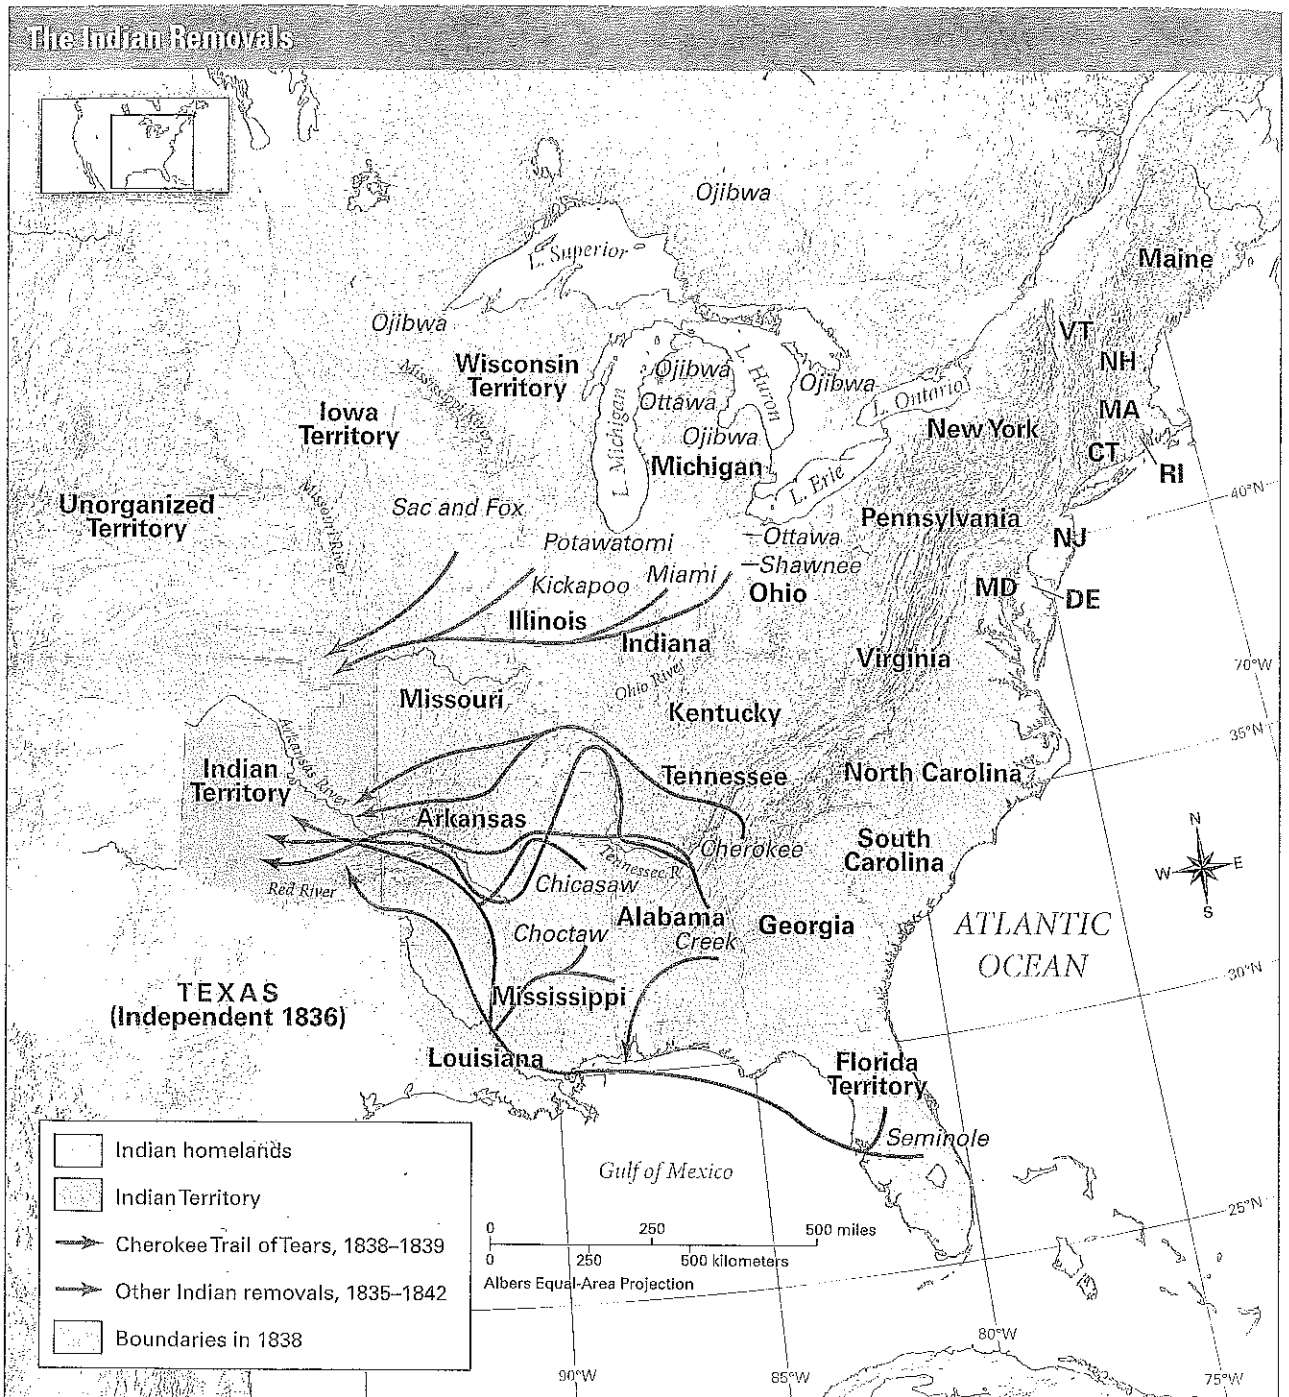 The Indian Removals
Ojibwa
L. Superior
Maine
Ojibwa
VT
Wisconsin
Territory
NH
L. Huron
Ojibwa
Ojibwa
Mississippi River
L. Michigan
Ottawa
L. Ontario
Iowa
Territory
MA
New York
Ojibwa
CT
Michigan
RI
L. Erie
40°N
Unorganized
Territory
Missouri River
Sac and Fox
Pennsylvania
Potawatomi
Ottawa
NJ
Shawnee
Kickapoo
Miami
Ohio
MD
DE
Illinois
Indiana
Virginia
70°W
Ohio River
Missouri
Kentucky
35°N
Arkansas River
Indian
Territory
Tennessee
North Carolina
Arkansas
N
W
E
S
South
Carolina
Cherokee
Tennessee R.
Red River
Chicasaw
Alabama
Georgia
Choctaw
Creek
ATLANTIC
OCEAN
30°N
TEXAS
(Independent 1836)
Mississippi
Louisiana
Florida
Territory
Seminole
Gulf of Mexico
25°N
Indian homelands
Indian Territory
Cherokee Trail of Tears, 1838–1839
Other Indian removals, 1835–1842
Boundaries in 1838
0 250 500 miles
0 250 500 kilometers
Albers Equal-Area Projection
90°W
85°W
80°W
75°W